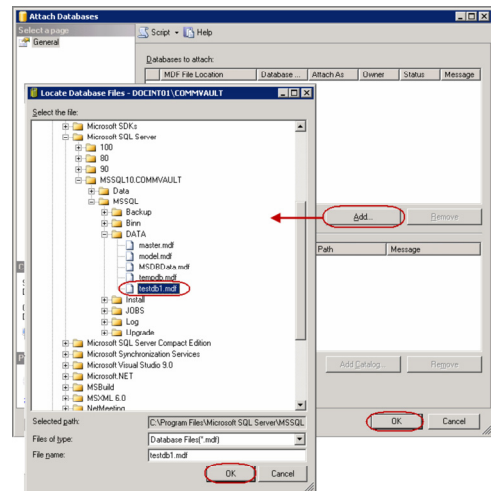 Attach Databases
Select a page
General
Script
Help
Databases to attach:
MDF File Location Database ... Attach As Owner Status Message
Add... Remove
Path Message
Add Catalog... Remove
OK Cancel
Locate Database Files - DOCINT01\COMMVAULT
Select the file:
Microsoft SDKs
Microsoft SQL Server
100
80
90
MSSQL10.COMMVAULT
Data
MSSQL
Backup
Binn
DATA
master.mdf
model.mdf
MSDBData.mdf
tempdb.mdf
testdb1.mdf
Install
JOBS
Log
Upgrade
Microsoft SQL Server Compact Edition
Microsoft Synchronization Services
Microsoft Visual Studio 9.0
Microsoft.NET
MSBuild
MSXML 6.0
NetMeeting
Selected path: C:\Program Files\Microsoft SQL Server\MSSQL
Files of type: Database Files(*.mdf)
File name: testdb1.mdf
OK Cancel